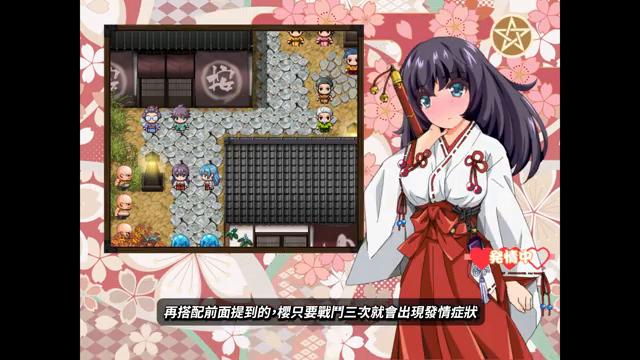 発情中
再搭配前面提到的，櫻只要戰鬥三次就會出現發情症狀